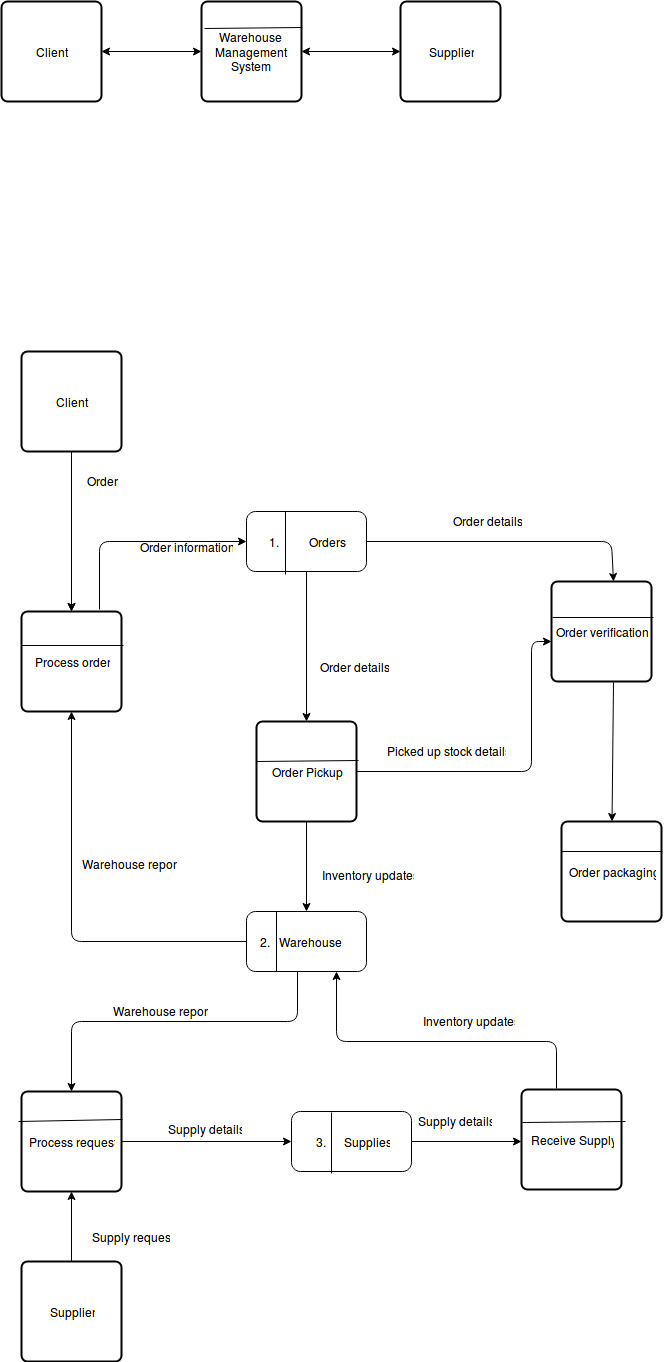 Client
Warehouse
Management
System
Supplier
Client
Order
Order information
1. Orders
Order details
Order verification
Process order
Order details
Picked up stock detail
Order Pickup
Warehouse repor
Inventory update
Order packaging
2. Warehouse
Warehouse repor
Inventory update
Supply details
Supply details
Process reques
3. Supplies
Receive Supply
Supply reques
Supplier